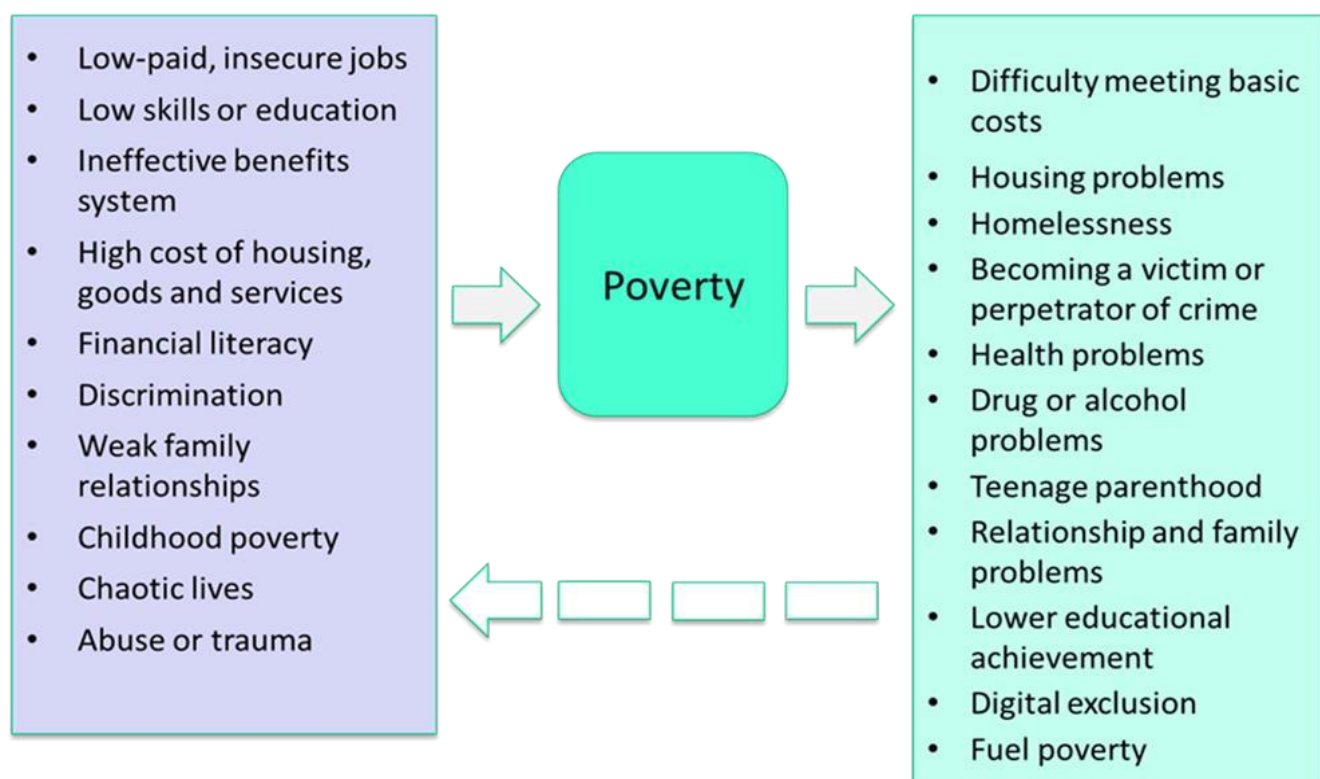 • Low-paid, insecure jobs
• Low skills or education
• Ineffective benefits
system
• High cost of housing,
goods and services
• Financial literacy
• Discrimination
• Weak family
relationships
• Childhood poverty
• Chaotic lives
• Abuse or trauma
Poverty
• Difficulty meeting basic
costs
• Housing problems
• Homelessness
• Becoming a victim or
perpetrator of crime
• Health problems
• Drug or alcohol
problems
• Teenage parenthood
• Relationship and family
problems
• Lower educational
achievement
• Digital exclusion
• Fuel poverty